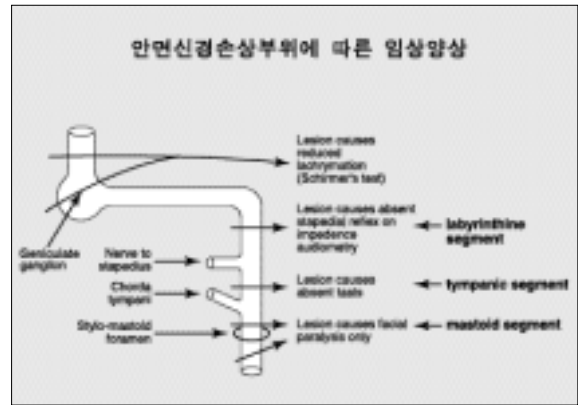 안면신경손상부위에 따른 임상양상
Lesion causes
reduced
lachrymation
(Schirmer's test)
Lesion causes absent
stapedial reflex on
impedance
audiometry
labyrinthine
segment
Geniculate
ganglion
Nerve to
stapedius
Chorda
tympani
Lesion causes
absent taste
tympanic segment
Stylo-mastoid
foramen
Lesion causes facial
paralysis only
mastoid segment